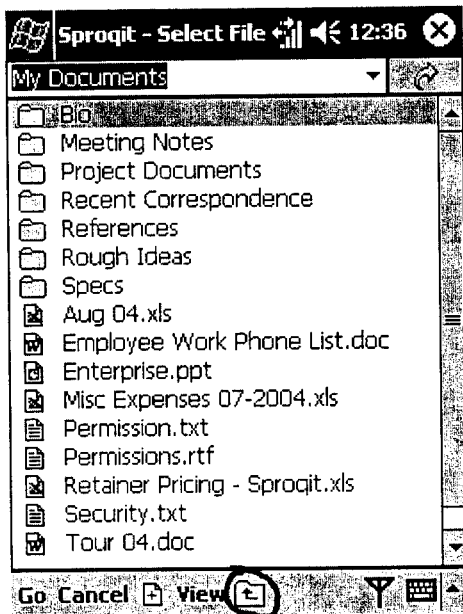 Sproqit - Select File 12:36
My Documents
Bio
Meeting Notes
Project Documents
Recent Correspondence
References
Rough Ideas
Specs
Aug 04.xls
Employee Work Phone List.doc
Enterprise.ppt
Misc Expenses 07-2004.xls
Permission.txt
Permissions.rtf
Retainer Pricing - Sproqit.xls
Security.txt
Tour 04.doc
Go Cancel View